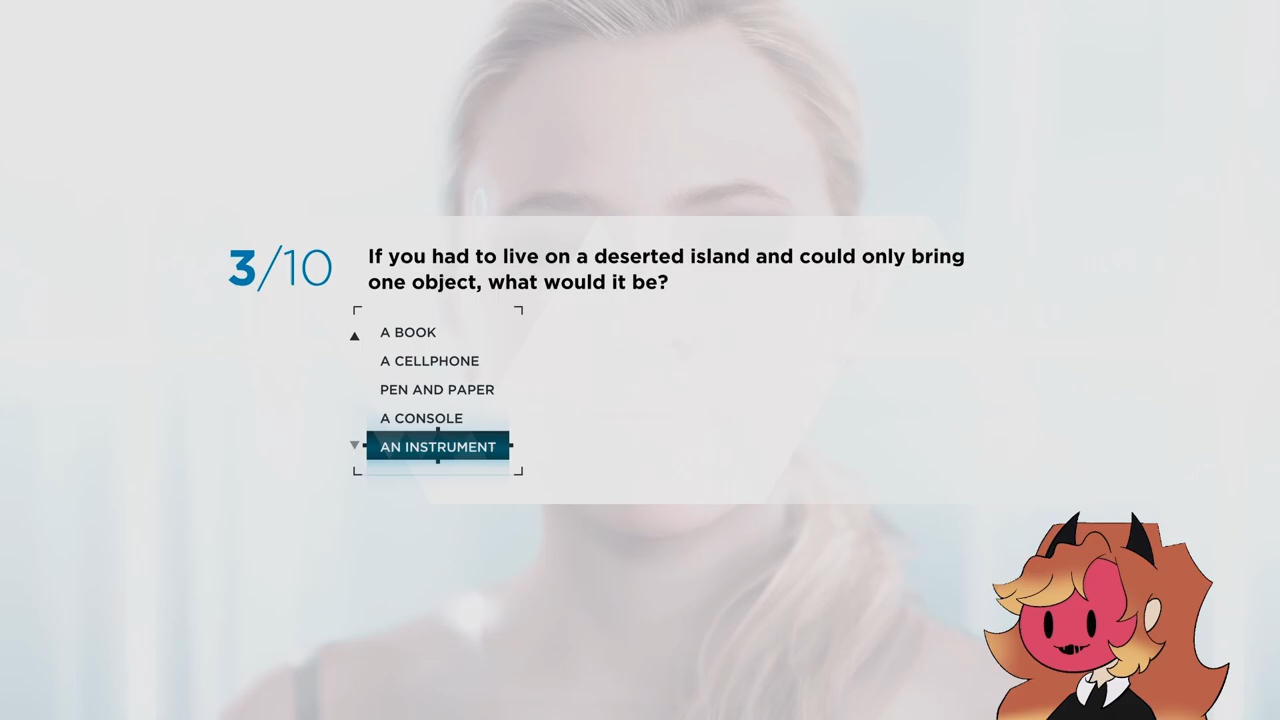 3/10
If you had to live on a deserted island and could only bring
one object, what would it be?
A BOOK
A CELLPHONE
PEN AND PAPER
A CONSOLE
AN INSTRUMENT